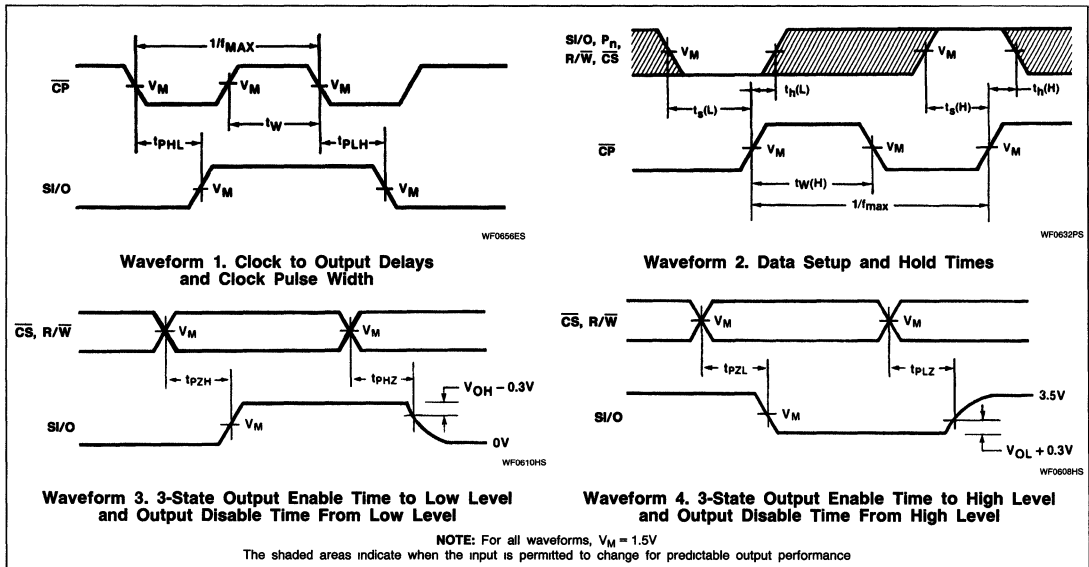 1/fMAX
CP
VM
VM
VM
tW
tPHL
tPLH
SI/O
VM
VM
WF0656ES
Waveform 1. Clock to Output Delays
and Clock Pulse Width
SI/O, Pn,
R/W, CS
VM
VM
th(L)
th(H)
ts(L)
ts(H)
CP
VM
VM
VM
tW(H)
1/fmax
WF0632PS
Waveform 2. Data Setup and Hold Times
CS, R/W
VM
VM
tPZH
tPHZ
VOH – 0.3V
SI/O
VM
0V
WF0610HS
Waveform 3. 3-State Output Enable Time to Low Level
and Output Disable Time From Low Level
CS, R/W
VM
VM
tPZL
tPLZ
3.5V
SI/O
VM
VOL + 0.3V
WF0608HS
Waveform 4. 3-State Output Enable Time to High Level
and Output Disable Time From High Level
NOTE: For all waveforms, VM = 1.5V
The shaded areas indicate when the input is permitted to change for predictable output performance